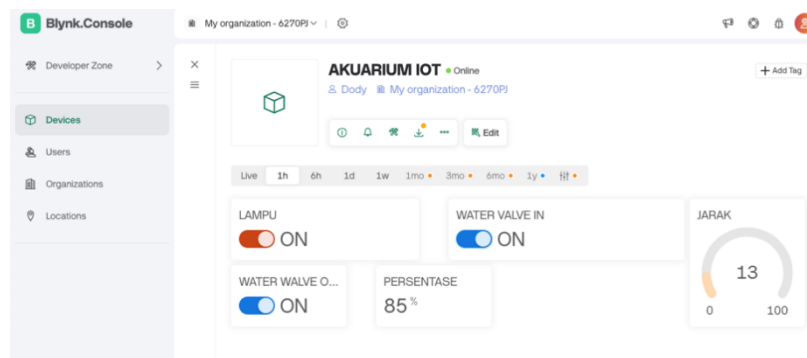 B Blynk.Console
My organization - 6270PJ
Developer Zone
Devices
Users
Organizations
Locations
AKUARIUM IOT Online
Dody My organization - 6270PJ
Add Tag
Edit
Live 1h 6h 1d 1w 1mo 3mo 6mo 1y
LAMPU
ON
WATER VALVE IN
ON
JARAK
13
0 100
WATER WALVE O...
ON
PERSENTASE
85 %